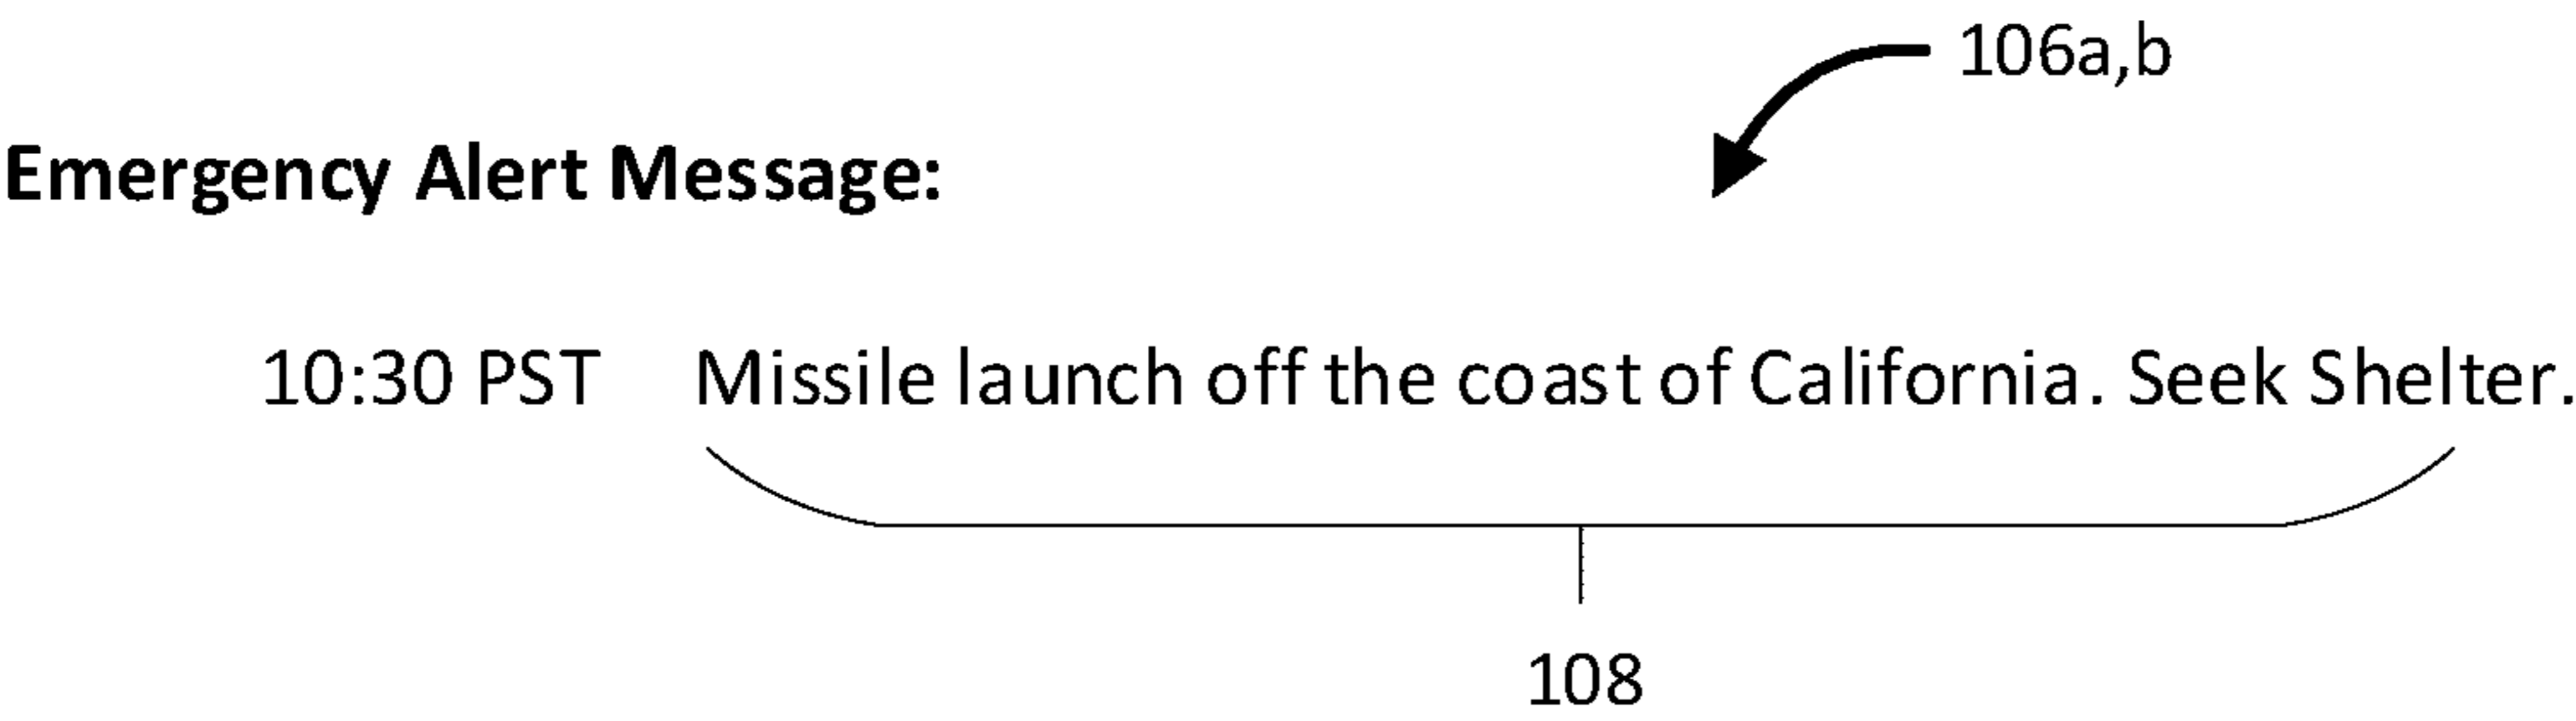 106a,b
Emergency Alert Message:
10:30 PST Missile launch off the coast of California. Seek Shelter.
108